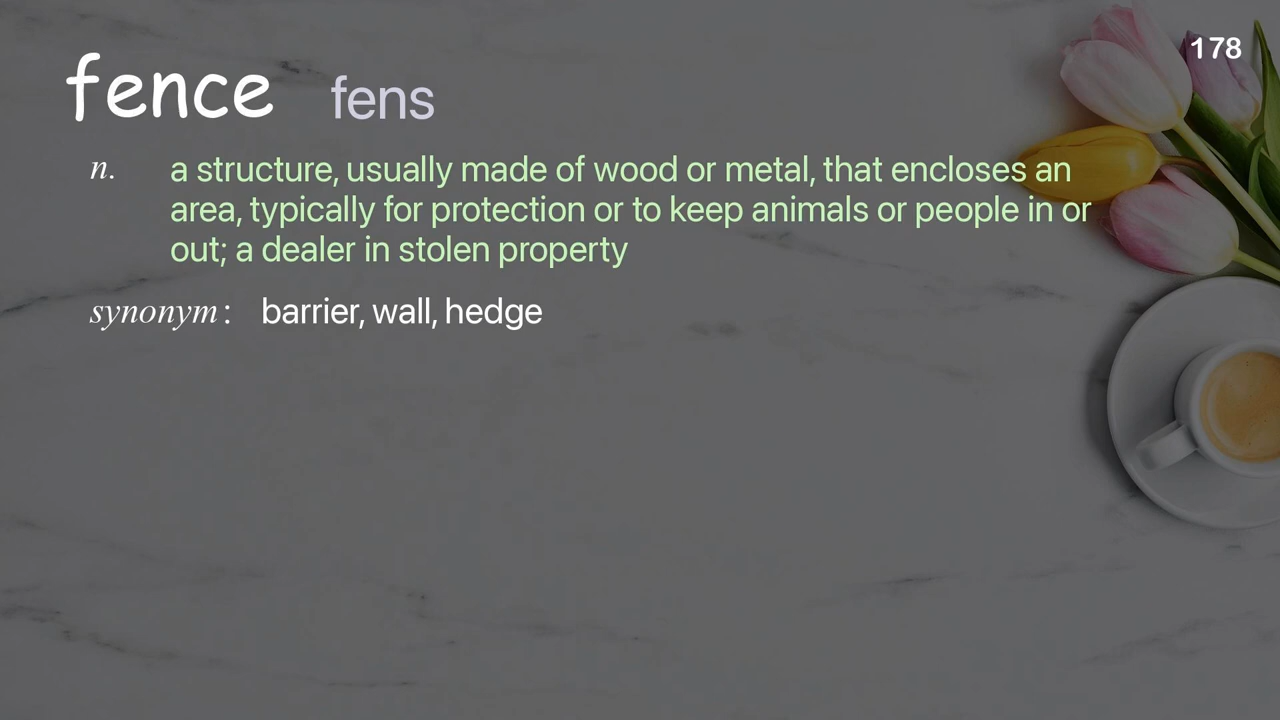 178
fence fens
n. a structure, usually made of wood or metal, that encloses an
area, typically for protection or to keep animals or people in or
out; a dealer in stolen property
synonym: barrier, wall, hedge